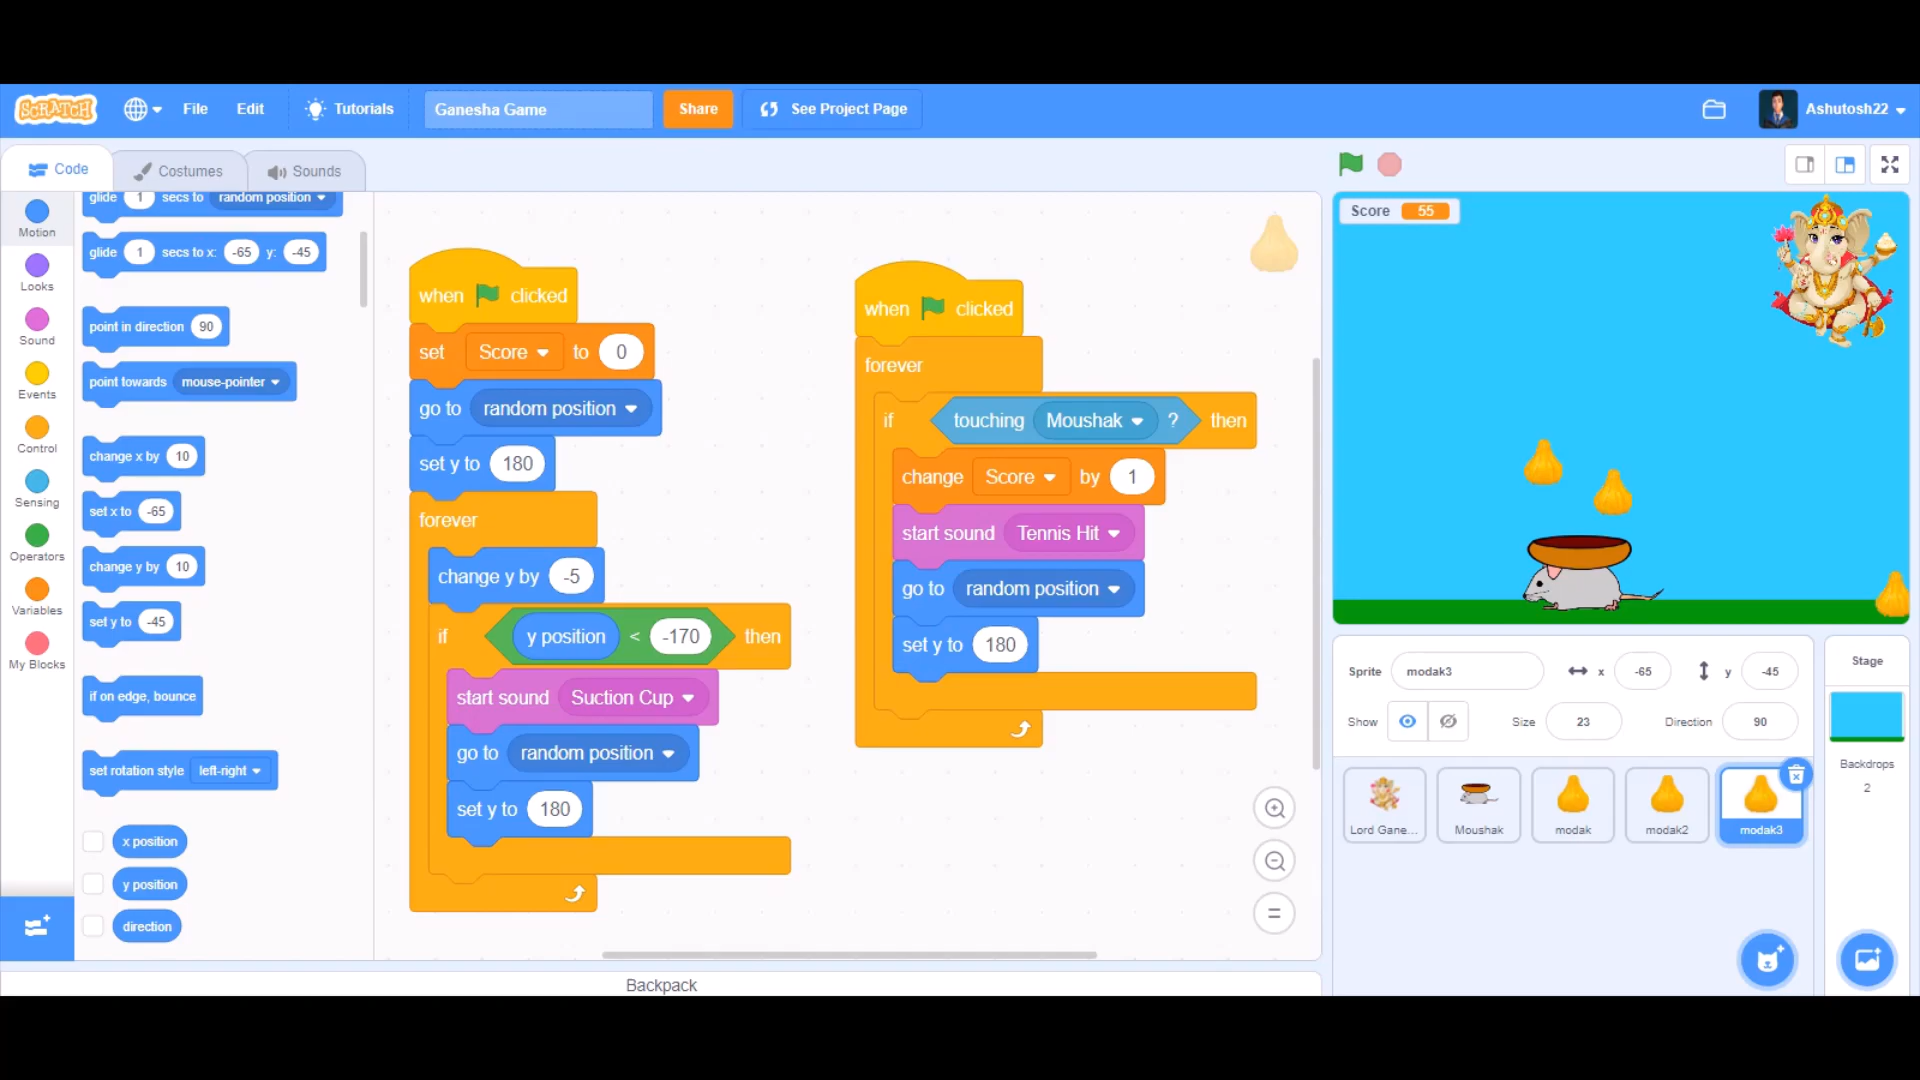 SCRATCH File Edit Tutorials Ganesha Game Share See Project Page Ashutosh22
Code Costumes Sounds
Motion
Looks
Sound
Events
Control
Sensing
Operators
Variables
My Blocks
glide 1 secs to random position
glide 1 secs to x: -65 y: -45
point in direction 90
point towards mouse-pointer
change x by 10
set x to -65
change y by 10
set y to -45
if on edge, bounce
set rotation style left-right
x position
y position
direction
when clicked
set Score to 0
go to random position
set y to 180
forever
change y by -5
if y position < -170 then
start sound Suction Cup
go to random position
set y to 180
when clicked
forever
if touching Moushak ? then
change Score by 1
start sound Tennis Hit
go to random position
set y to 180
Backpack
Score 55
Sprite modak3 x -65 y -45
Show Size 23 Direction 90
Lord Gane... Moushak modak modak2 modak3
Stage
Backdrops
2